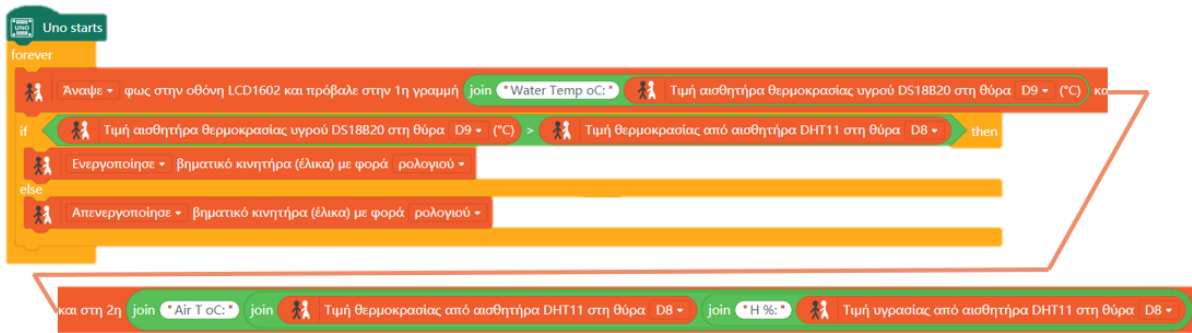 UNO Uno starts
forever
Άναψε φως στην οθόνη LCD1602 και πρόβαλε στην 1η γραμμή join "Water Temp oC:" Τιμή αισθητήρα θερμοκρασίας υγρού DS18B20 στη θύρα D9 (°C) κα
if Τιμή αισθητήρα θερμοκρασίας υγρού DS18B20 στη θύρα D9 (°C) > Τιμή θερμοκρασίας από αισθητήρα DHT11 στη θύρα D8 then
Ενεργοποίησε βηματικό κινητήρα (έλικα) με φορά ρολογιού
else
Απενεργοποίησε βηματικό κινητήρα (έλικα) με φορά ρολογιού
και στη 2η join "Air T oC:" join Τιμή θερμοκρασίας από αισθητήρα DHT11 στη θύρα D8 join "H %:" Τιμή υγρασίας από αισθητήρα DHT11 στη θύρα D8